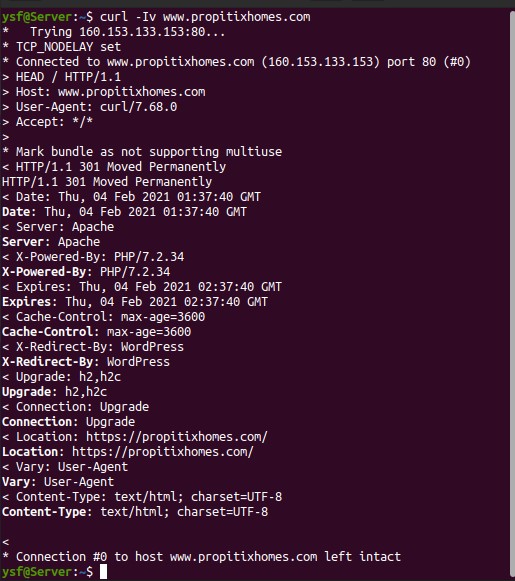 ysf@Server:~$ curl -Iv www.propitixhomes.com
*   Trying 160.153.133.153:80...
* TCP_NODELAY set
* Connected to www.propitixhomes.com (160.153.133.153) port 80 (#0)
> HEAD / HTTP/1.1
> Host: www.propitixhomes.com
> User-Agent: curl/7.68.0
> Accept: */*
>
* Mark bundle as not supporting multiuse
< HTTP/1.1 301 Moved Permanently
HTTP/1.1 301 Moved Permanently
< Date: Thu, 04 Feb 2021 01:37:40 GMT
Date: Thu, 04 Feb 2021 01:37:40 GMT
< Server: Apache
Server: Apache
< X-Powered-By: PHP/7.2.34
X-Powered-By: PHP/7.2.34
< Expires: Thu, 04 Feb 2021 02:37:40 GMT
Expires: Thu, 04 Feb 2021 02:37:40 GMT
< Cache-Control: max-age=3600
Cache-Control: max-age=3600
< X-Redirect-By: WordPress
X-Redirect-By: WordPress
< Upgrade: h2,h2c
Upgrade: h2,h2c
< Connection: Upgrade
Connection: Upgrade
< Location: https://propitixhomes.com/
Location: https://propitixhomes.com/
< Vary: User-Agent
Vary: User-Agent
< Content-Type: text/html; charset=UTF-8
Content-Type: text/html; charset=UTF-8

<
* Connection #0 to host www.propitixhomes.com left intact
ysf@Server:~$